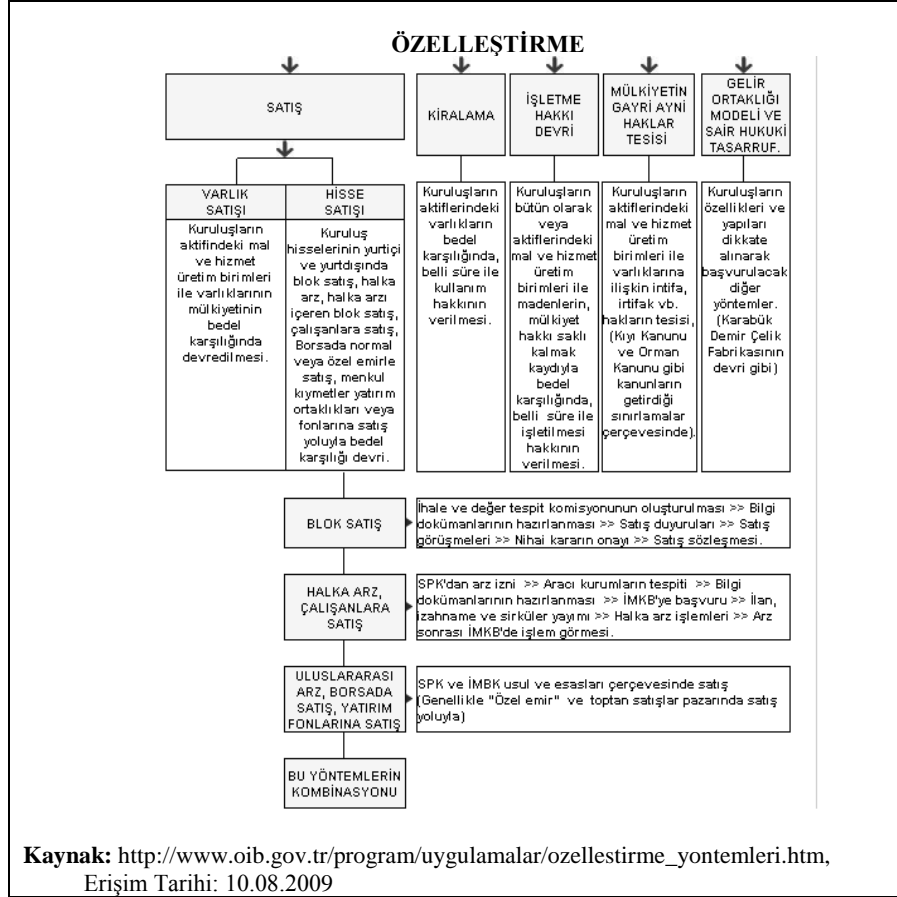 ÖZELLEŞTİRME
SATIŞ
KİRALAMA
İŞLETME
HAKKI
DEVRİ
MÜLKİYETİN
GAYRİ AYNİ
HAKLAR
TESİSİ
GELİR
ORTAKLIĞI
MODELİ VE
SAİR HUKUKİ
TASARRUF.
VARLIK
SATIŞI
Kuruluşların
aktifindeki mal
ve hizmet
üretim birimleri
ile varlıklarının
mülkiyetinin
bedel
karşılığında
devredilmesi.
HİSSE
SATIŞI
Kuruluş
hisselerinin yurtiçi
ve yurtdışında
blok satış, halka
arz, halka arzı
içeren blok satış,
çalışanlara satış,
Borsada normal
veya özel emirle
satış, menkul
kıymetler yatırım
ortaklıkları veya
fonlarına satış
yoluyla bedel
karşılığı devri.
Kuruluşların
aktiflerindeki
varlıkların
bedel
karşılığında,
belli süre ile
kullanım
hakkının
verilmesi.
Kuruluşların
bütün olarak
veya
aktiflerindeki
mal ve hizmet
üretim
birimleri ile
madenlerin,
mülkiyet
hakkı saklı
kalmak
kaydıyla
bedel
karşılığında,
belli süre ile
işletilmesi
hakkının
verilmesi.
Kuruluşların
aktiflerindeki
mal ve hizmet
üretim
birimleri ile
varlıklarına
ilişkin intifa,
irtifak vb.
hakların tesisi,
(Kıyı Kanunu
ve Orman
Kanunu gibi
kanunların
getirdiği
sınırlamalar
çerçevesinde).
Kuruluşların
özellikleri ve
yapıları
dikkate
alınarak
başvurulacak
diğer
yöntemler.
(Karabük
Demir Çelik
Fabrikasının
devri gibi)
BLOK SATIŞ
İhale ve değer tespit komisyonunun oluşturulması >> Bilgi
dokümanlarının hazırlanması >> Satış duyuruları >> Satış
görüşmeleri >> Nihai kararın onayı >> Satış sözleşmesi.
HALKA ARZ,
ÇALIŞANLARA
SATIŞ
SPK'dan arz izni >> Aracı kurumların tespiti >> Bilgi
dokümanlarının hazırlanması >> İMKB'ye başvuru >> İlan,
izahname ve sirküler yayımı >> Halka arz işlemleri >> Arz
sonrası İMKB'de işlem görmesi.
ULUSLARARASI
ARZ, BORSADA
SATIŞ, YATIRIM
FONLARINA SATIŞ
SPK ve İMBK usul ve esasları çerçevesinde satış
(Genellikle "Özel emir" ve toptan satışlar pazarında satış
yoluyla)
BU YÖNTEMLERİN
KOMBİNASYONU
Kaynak: http://www.oib.gov.tr/program/uygulamalar/ozellestirme_yontemleri.htm,
Erişim Tarihi: 10.08.2009